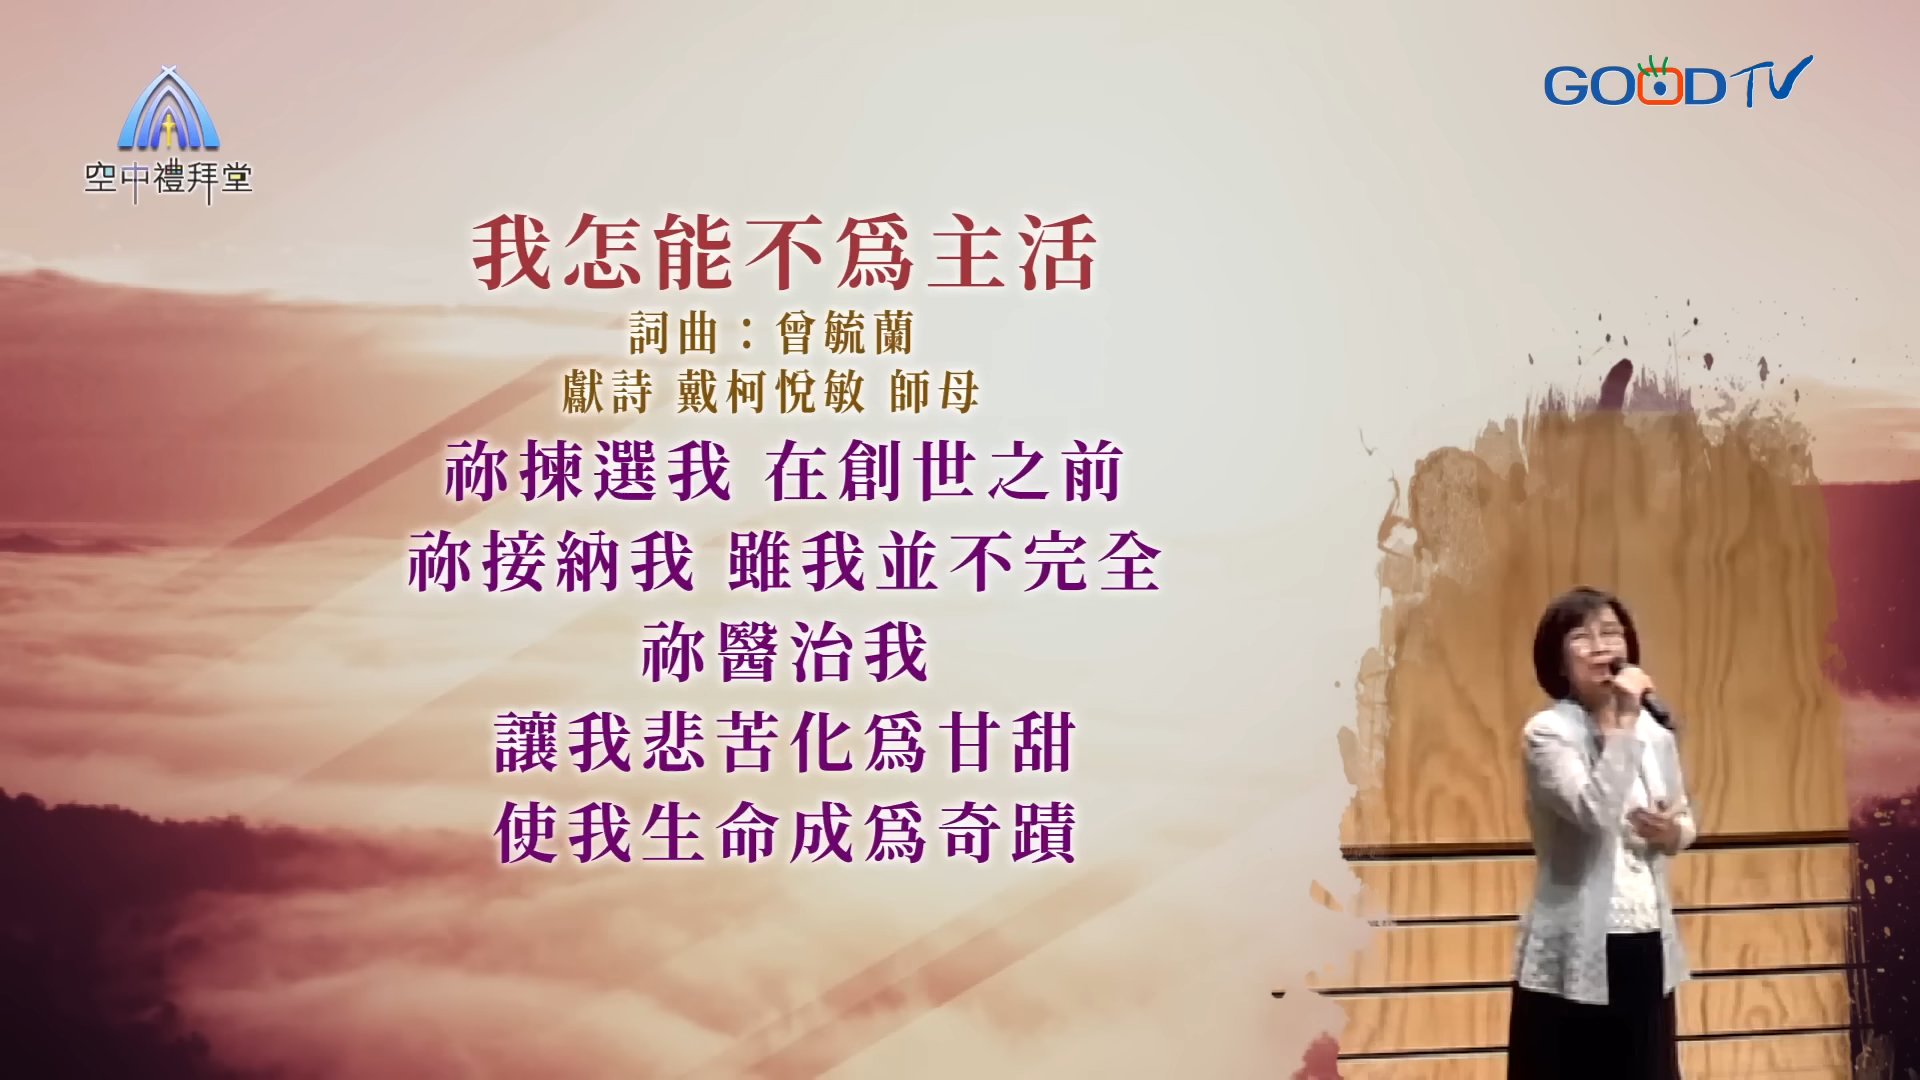 空中禮拜堂
GOODTV
我怎能不爲主活
詞曲：曾毓蘭
獻詩 戴柯悅敏 師母
祢揀選我 在創世之前
祢接納我 雖我並不完全
祢醫治我
讓我悲苦化爲甘甜
使我生命成爲奇蹟